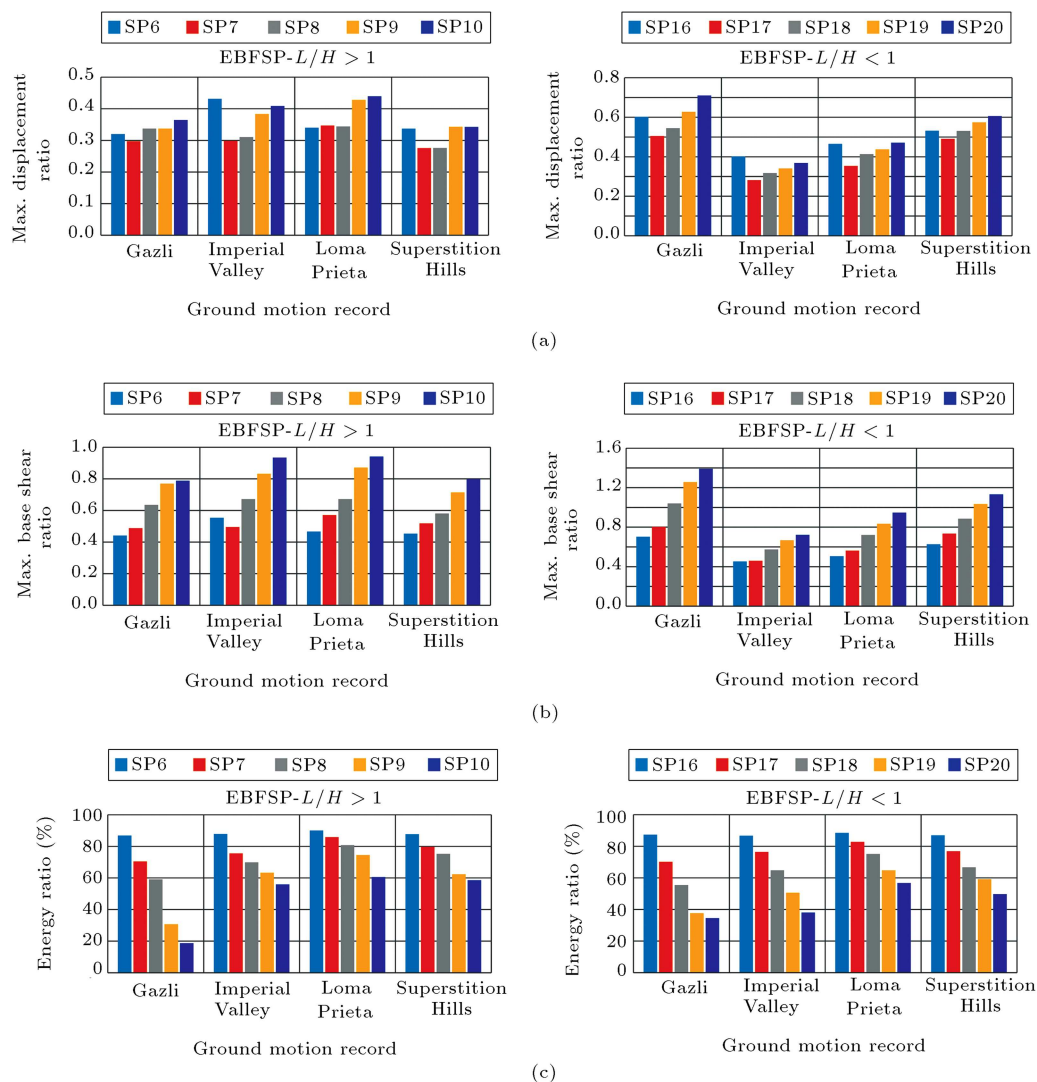 SP6 SP7 SP8 SP9 SP10
EBFSP-L/H > 1
Max. displacement
ratio
0.5
0.4
0.3
0.2
0.1
0.0
Gazli
Imperial
Valley
Loma
Prieta
Superstition
Hills
Ground motion record
SP16 SP17 SP18 SP19 SP20
EBFSP-L/H < 1
Max. displacement
ratio
0.8
0.6
0.4
0.2
0.0
Gazli
Imperial
Valley
Loma
Prieta
Superstition
Hills
Ground motion record
(a)
SP6 SP7 SP8 SP9 SP10
EBFSP-L/H > 1
Max. base shear
ratio
1.0
0.8
0.6
0.4
0.2
0.0
Gazli
Imperial
Valley
Loma
Prieta
Superstition
Hills
Ground motion record
SP16 SP17 SP18 SP19 SP20
EBFSP-L/H < 1
Max. base shear
ratio
1.6
1.2
0.8
0.4
0.0
Gazli
Imperial
Valley
Loma
Prieta
Superstition
Hills
Ground motion record
(b)
SP6 SP7 SP8 SP9 SP10
EBFSP-L/H > 1
Energy ratio (%)
100
80
60
40
20
0
Gazli
Imperial
Valley
Loma
Prieta
Superstition
Hills
Ground motion record
SP16 SP17 SP18 SP19 SP20
EBFSP-L/H < 1
Energy ratio (%)
100
80
60
40
20
0
Gazli
Imperial
Valley
Loma
Prieta
Superstition
Hills
Ground motion record
(c)